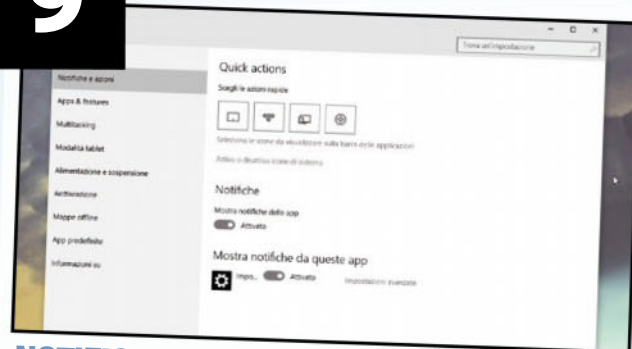 9
Trova un'impostazione
Notifiche e azioni
Apps & features
Multitasking
Modalità tablet
Alimentazione e sospensione
Archiviazione
Mappe offline
App predefinite
Informazioni su
Quick actions
Scegli le azioni rapide
Seleziona le icone da visualizzare sulla barra delle applicazioni
Attiva o disattiva icone di sistema
Notifiche
Mostra notifiche delle app
Attivato
Mostra notifiche da queste app
Impo... Attivato Impostazioni avanzate